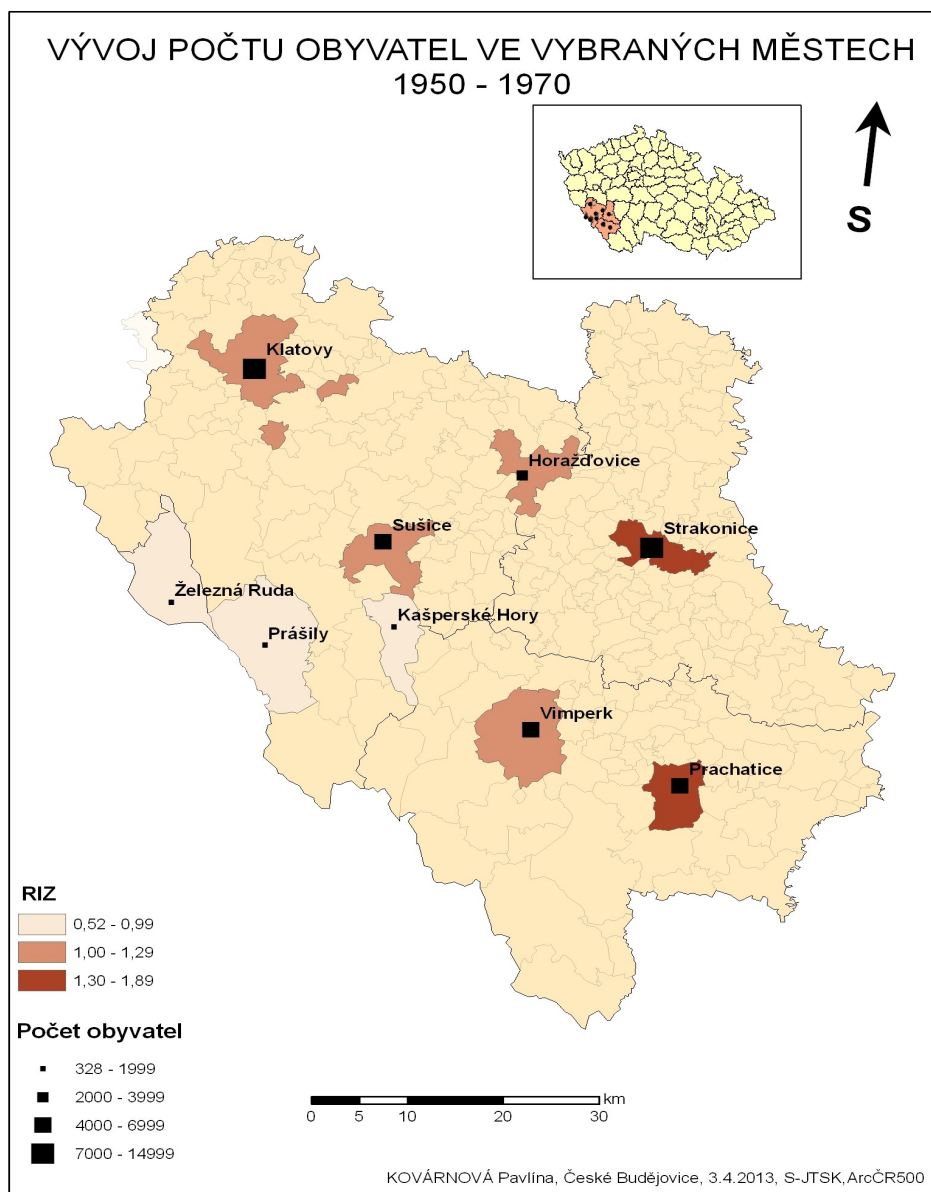 VÝVOJ POČTU OBYVATEL VE VYBRANÝCH MĚSTECH
1950 - 1970
S
Klatovy
Horažďovice
Strakonice
Sušice
Železná Ruda
Kašperské Hory
Prášily
Vimperk
Prachatice
RIZ
0,52 - 0,99
1,00 - 1,29
1,30 - 1,89
Počet obyvatel
328 - 1999
2000 - 3999
4000 - 6999
7000 - 14999
km
0 5 10 20 30
KOVÁRNOVÁ Pavlína, České Budějovice, 3.4.2013, S-JTSK,ArcČR500